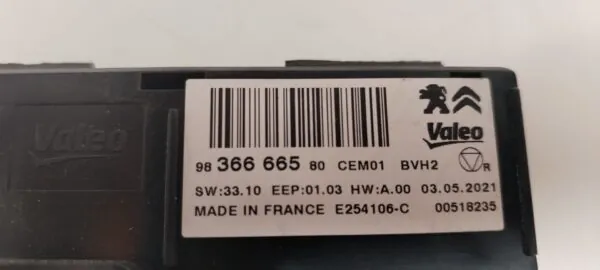 Valeo
Valeo
98 366 665 80 CEM01 BVH2
R
SW:33.10 EEP:01.03 HW:A.00 03.05.2021
MADE IN FRANCE E254106-C 00518235